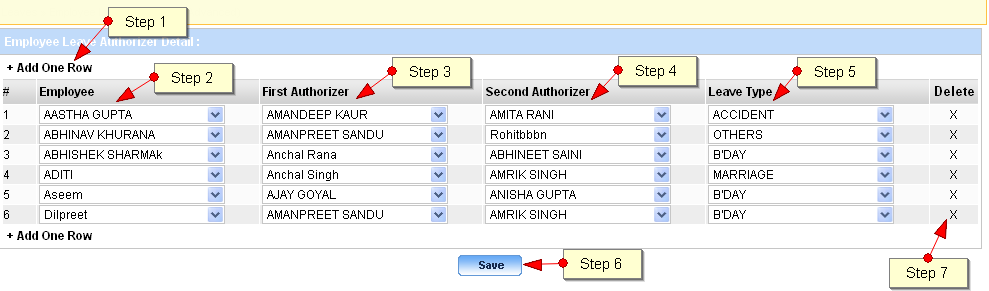 Step 1
Employee Leave Authorizer Detail :
+ Add One Row
Step 2
Step 3
Step 4
Step 5
# Employee First Authorizer Second Authorizer Leave Type Delete
1 AASTHA GUPTA AMANDEEP KAUR AMITA RANI ACCIDENT X
2 ABHINAV KHURANA AMANPREET SANDU Rohitbbbn OTHERS X
3 ABHISHEK SHARMAk Anchal Rana ABHINEET SAINI B'DAY X
4 ADITI Anchal Singh AMRIK SINGH MARRIAGE X
5 Aseem AJAY GOYAL ANISHA GUPTA B'DAY X
6 Dilpreet AMANPREET SANDU AMRIK SINGH B'DAY X
+ Add One Row
Save
Step 6
Step 7